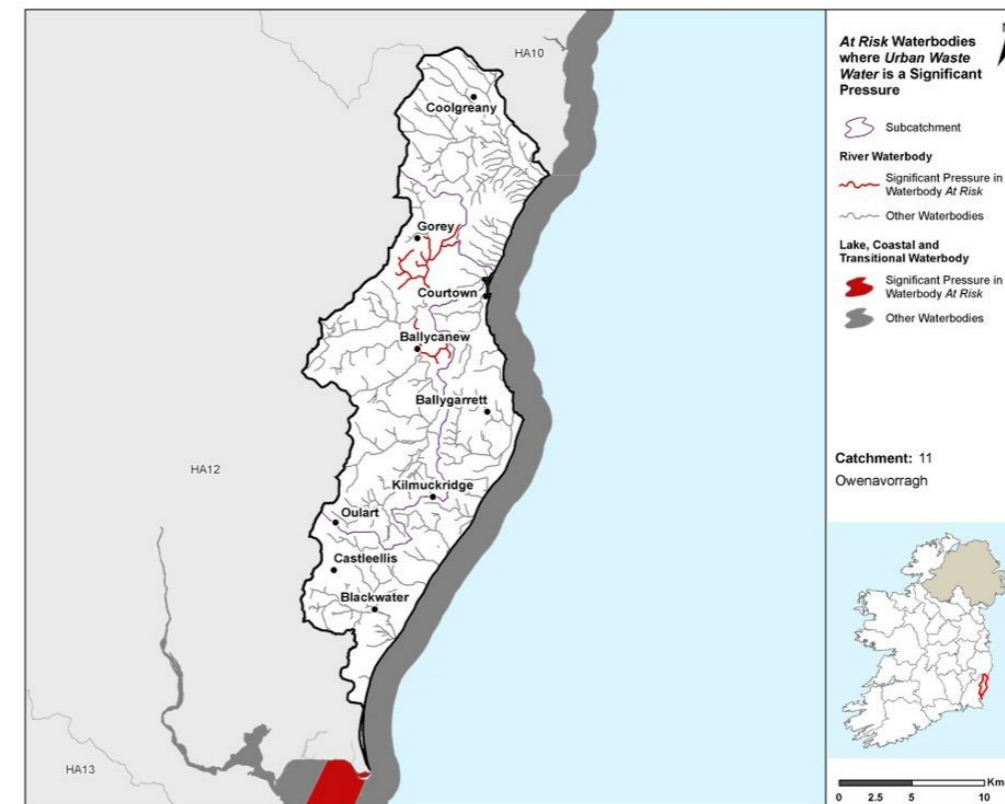 HA10
Coolgreany
Gorey
Courtown
Ballycanew
Ballygarrett
HA12
Kilmuckridge
Oulart
Castleellis
Blackwater
HA13
At Risk Waterbodies
where Urban Waste
Water is a Significant
Pressure
Subcatchment
River Waterbody
Significant Pressure in
Waterbody At Risk
Other Waterbodies
Lake, Coastal and
Transitional Waterbody
Significant Pressure in
Waterbody At Risk
Other Waterbodies
Catchment: 11
Owenavorragh
Km
0 2.5 5 10